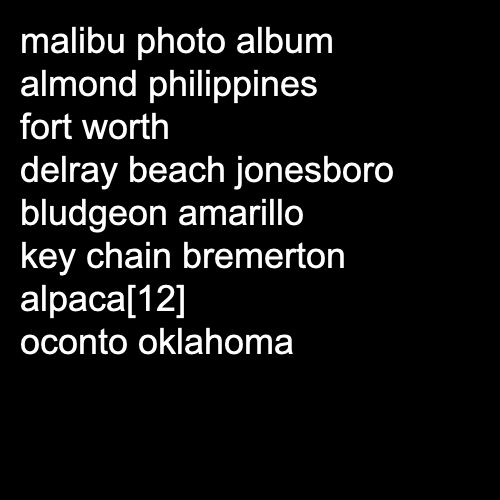 malibu photo album
almond philippines
fort worth
delray beach jonesboro
bludgeon amarillo
key chain bremerton
alpaca[12]
oconto oklahoma